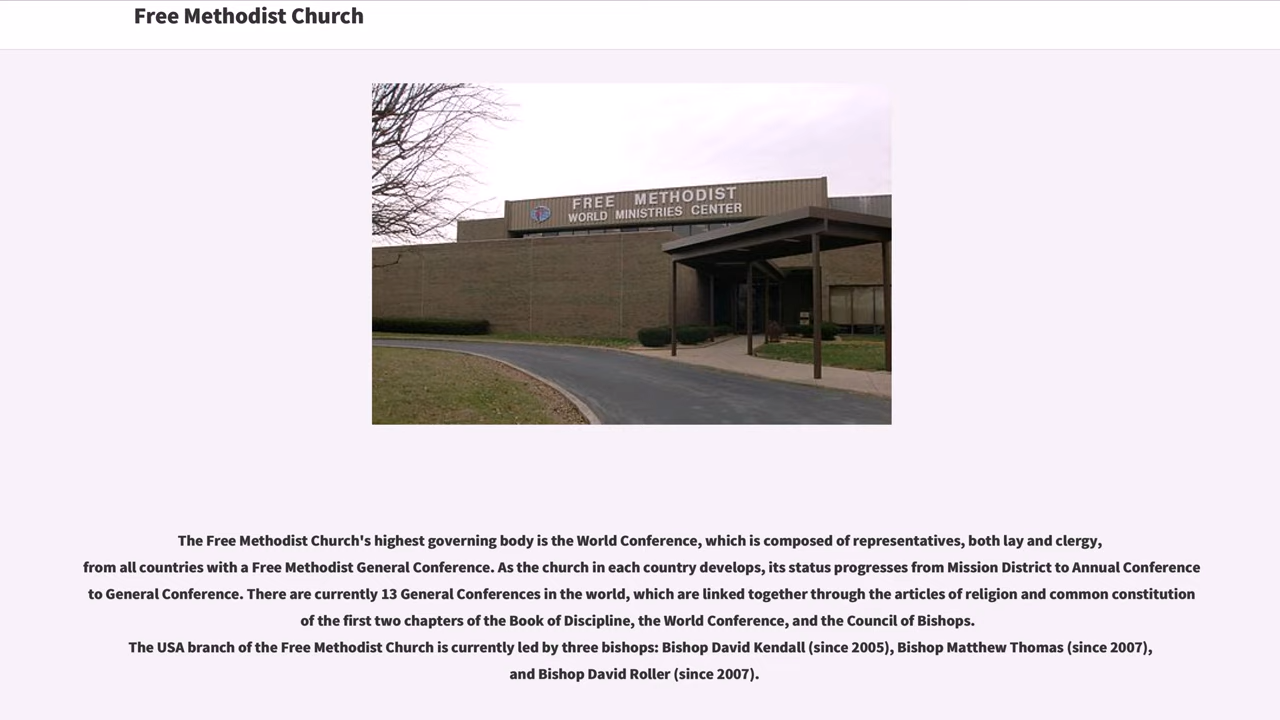 Free Methodist Church
FREE METHODIST
WORLD MINISTRIES CENTER
The Free Methodist Church's highest governing body is the World Conference, which is composed of representatives, both lay and clergy,
from all countries with a Free Methodist General Conference. As the church in each country develops, its status progresses from Mission District to Annual Conference
to General Conference. There are currently 13 General Conferences in the world, which are linked together through the articles of religion and common constitution
of the first two chapters of the Book of Discipline, the World Conference, and the Council of Bishops.
The USA branch of the Free Methodist Church is currently led by three bishops: Bishop David Kendall (since 2005), Bishop Matthew Thomas (since 2007),
and Bishop David Roller (since 2007).